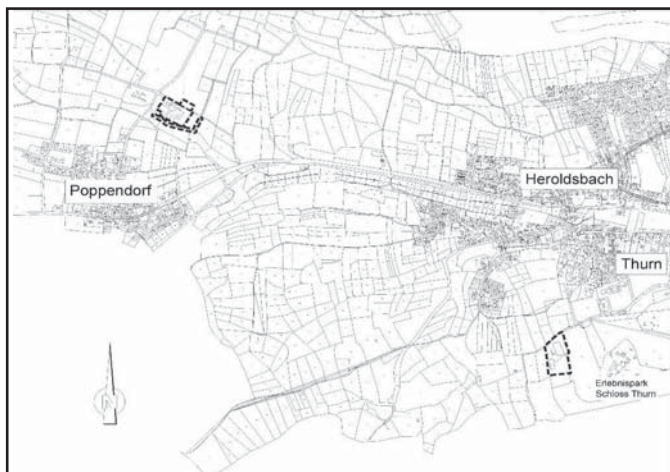 Poppendorf
Heroldsbach
Thurn
Erlebnispark
Schloss Thurn